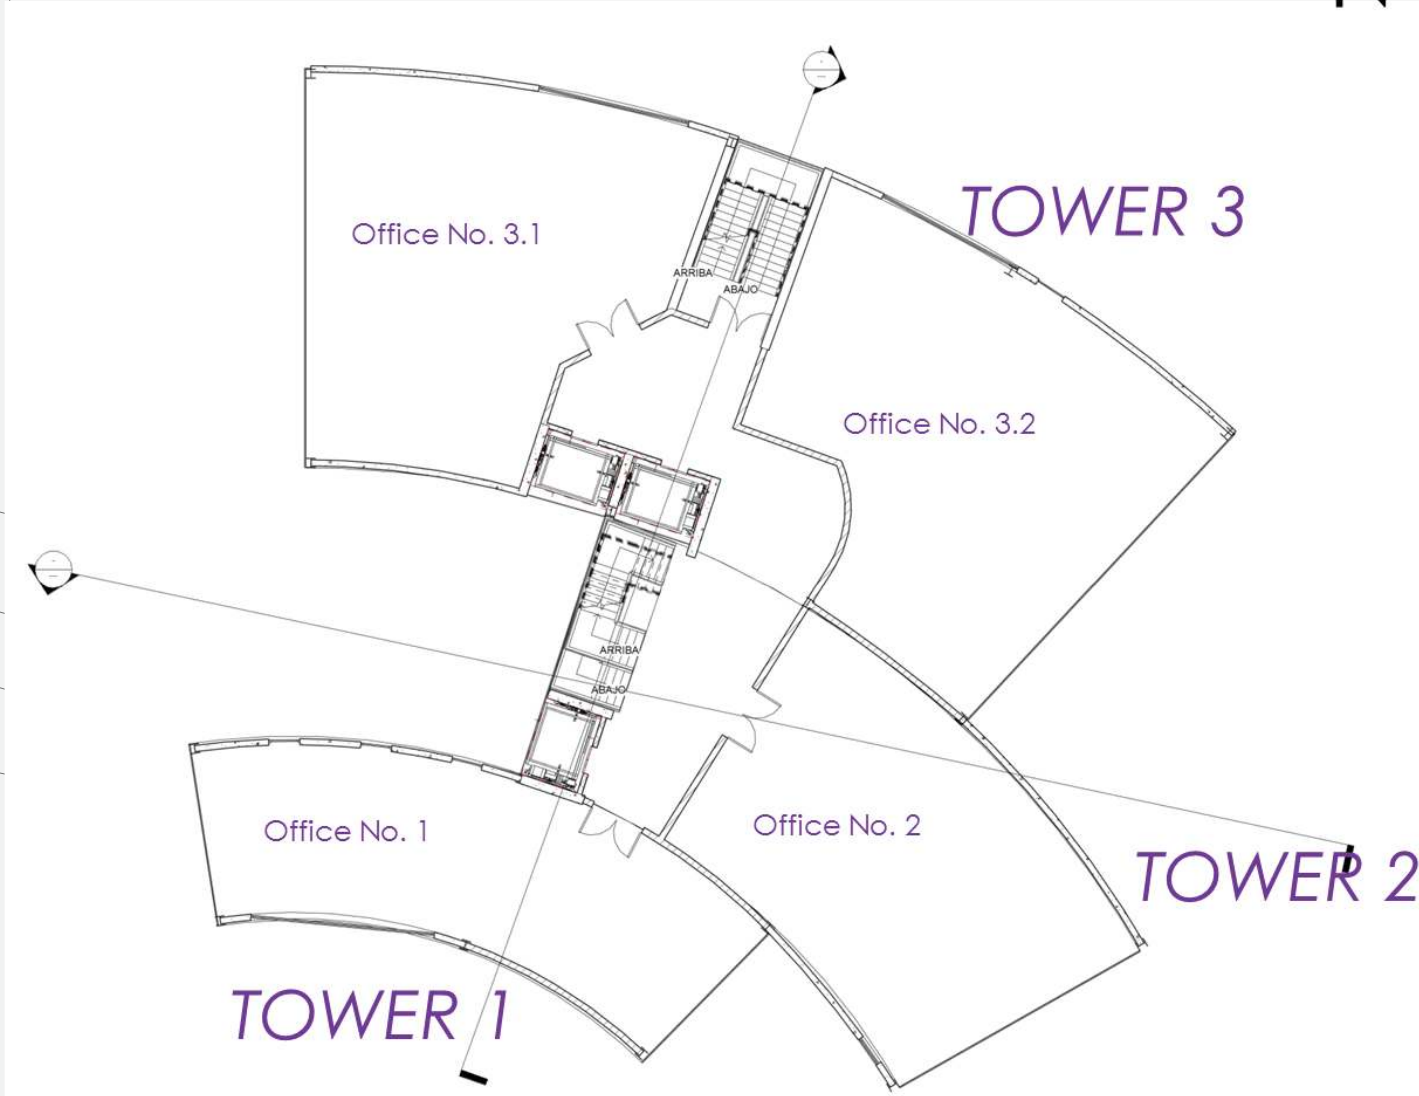 TOWER 3
Office No. 3.1
ARRIBA
ABAJO
Office No. 3.2
ARRIBA
ABAJO
Office No. 1
Office No. 2
TOWER 2
TOWER 1